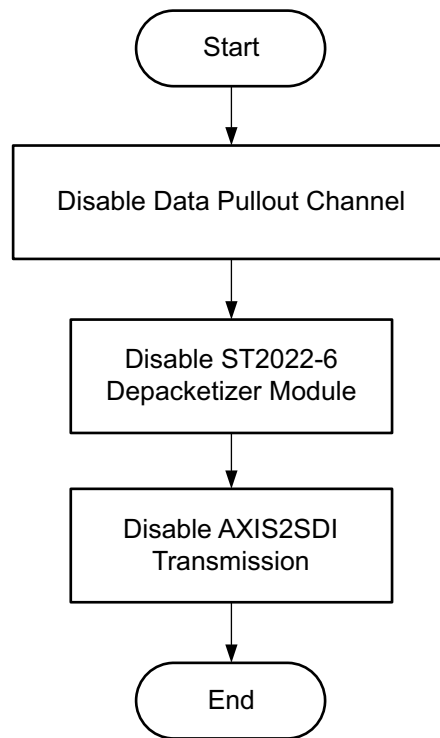 Start
Disable Data Pullout Channel
Disable ST2022-6
Depacketizer Module
Disable AXIS2SDI
Transmission
End